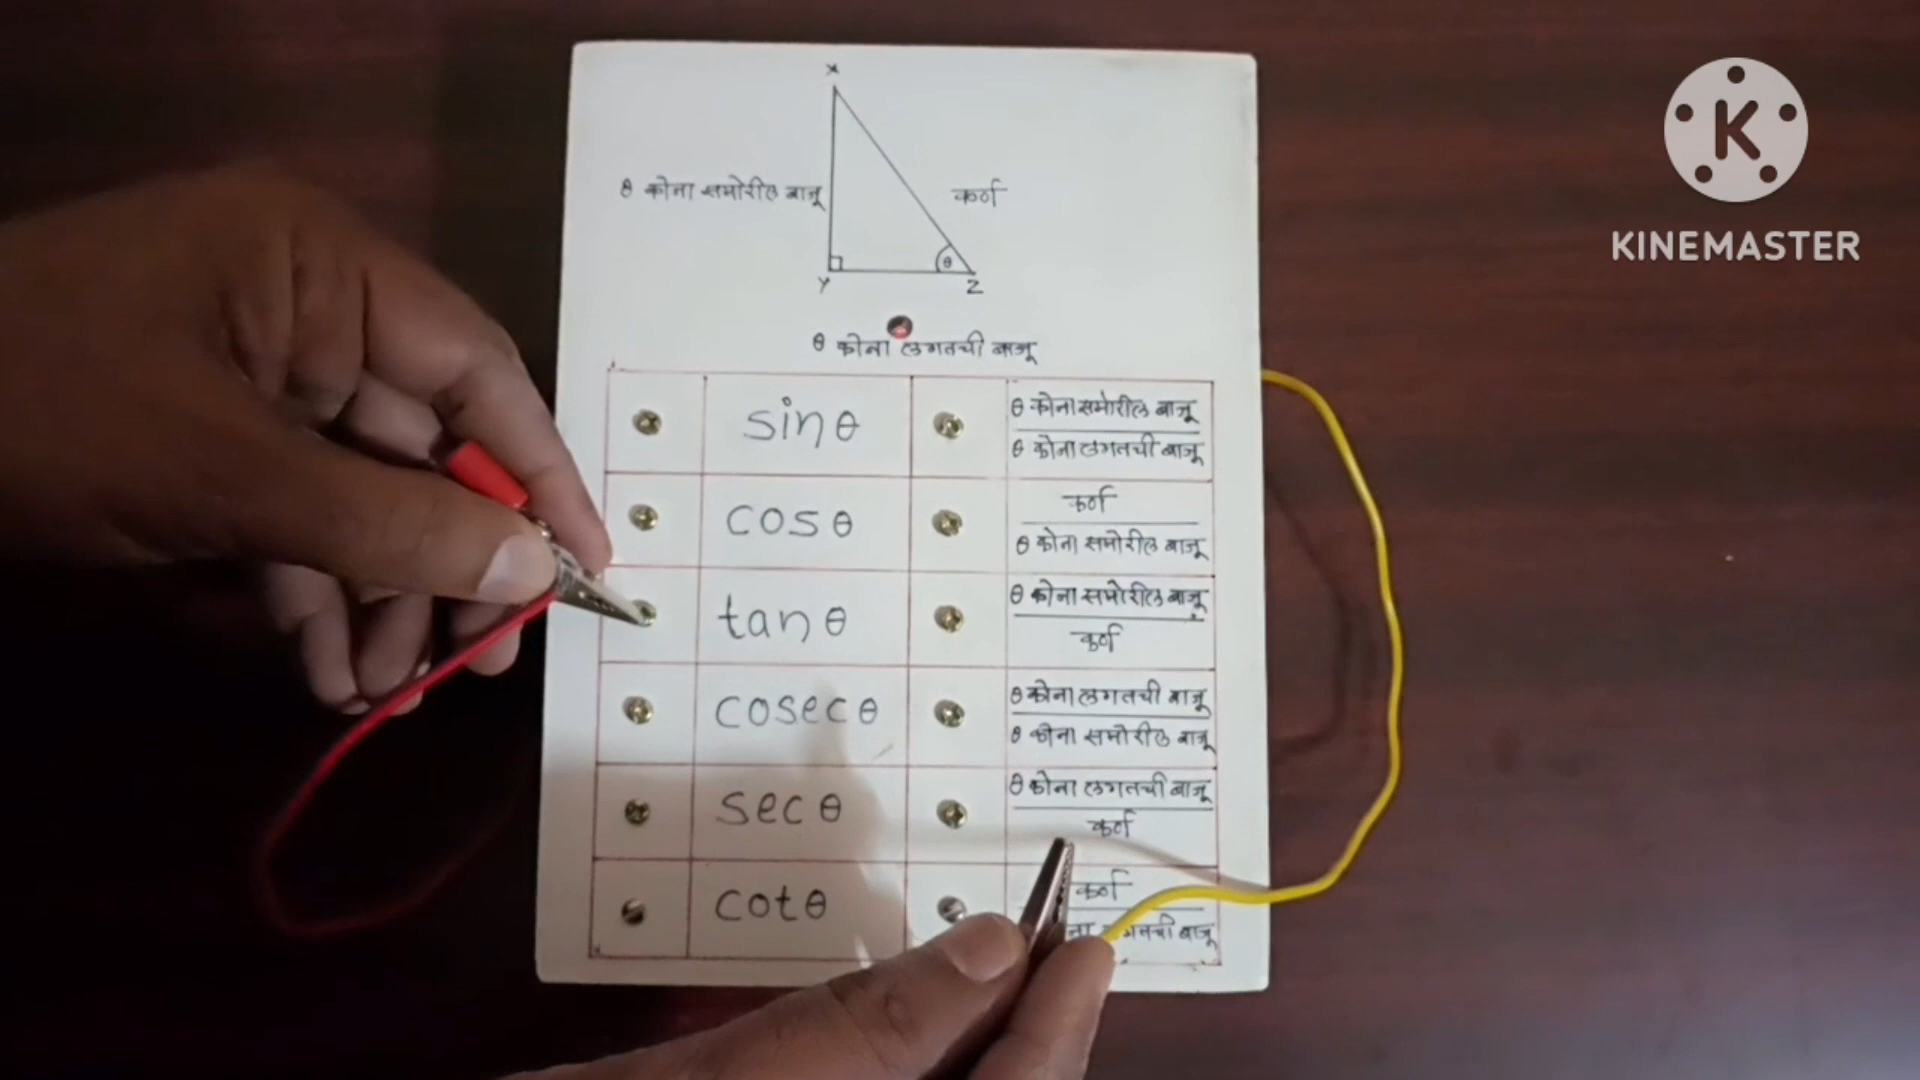 X
θ कोना समोरील बाजू
कर्ण
θ
Y
Z
θ कोना लगतची बाजू
sinθ
θ कोना समोरील बाजू
θ कोना लगतची बाजू
cosθ
कर्ण
θ कोना समोरील बाजू
tanθ
θ कोना समोरील बाजू
कर्ण
cosecθ
θ कोना लगतची बाजू
θ कोना समोरील बाजू
secθ
θ कोना लगतची बाजू
कर्ण
cotθ
कर्ण
लगतची बाजू
K
KINEMASTER